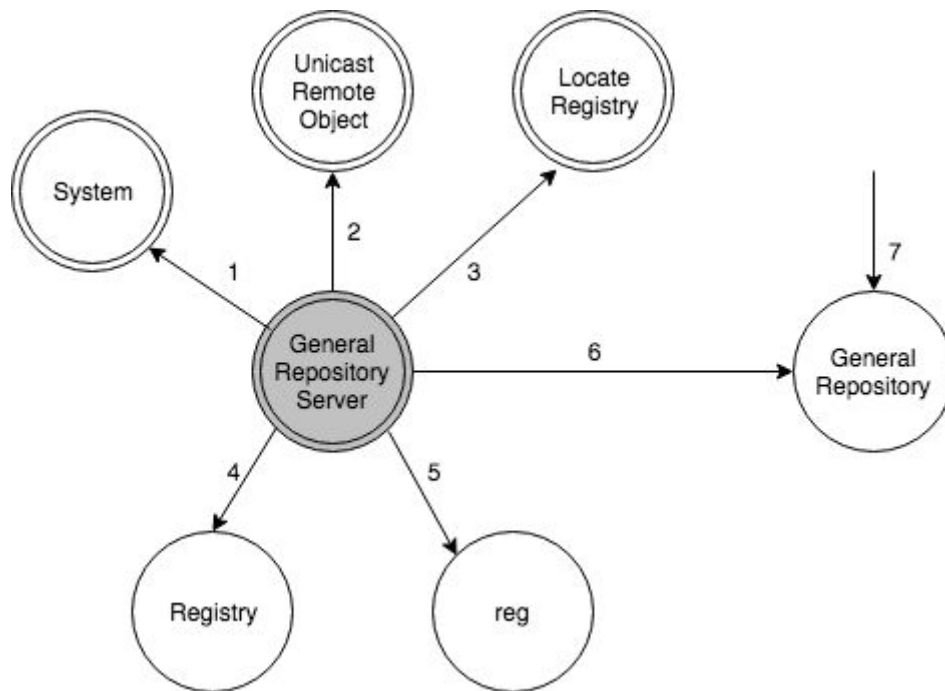 Unicast
Remote
Object
Locate
Registry
System
1
2
3
7
General
Repository
Server
6
General
Repository
4
5
Registry
reg